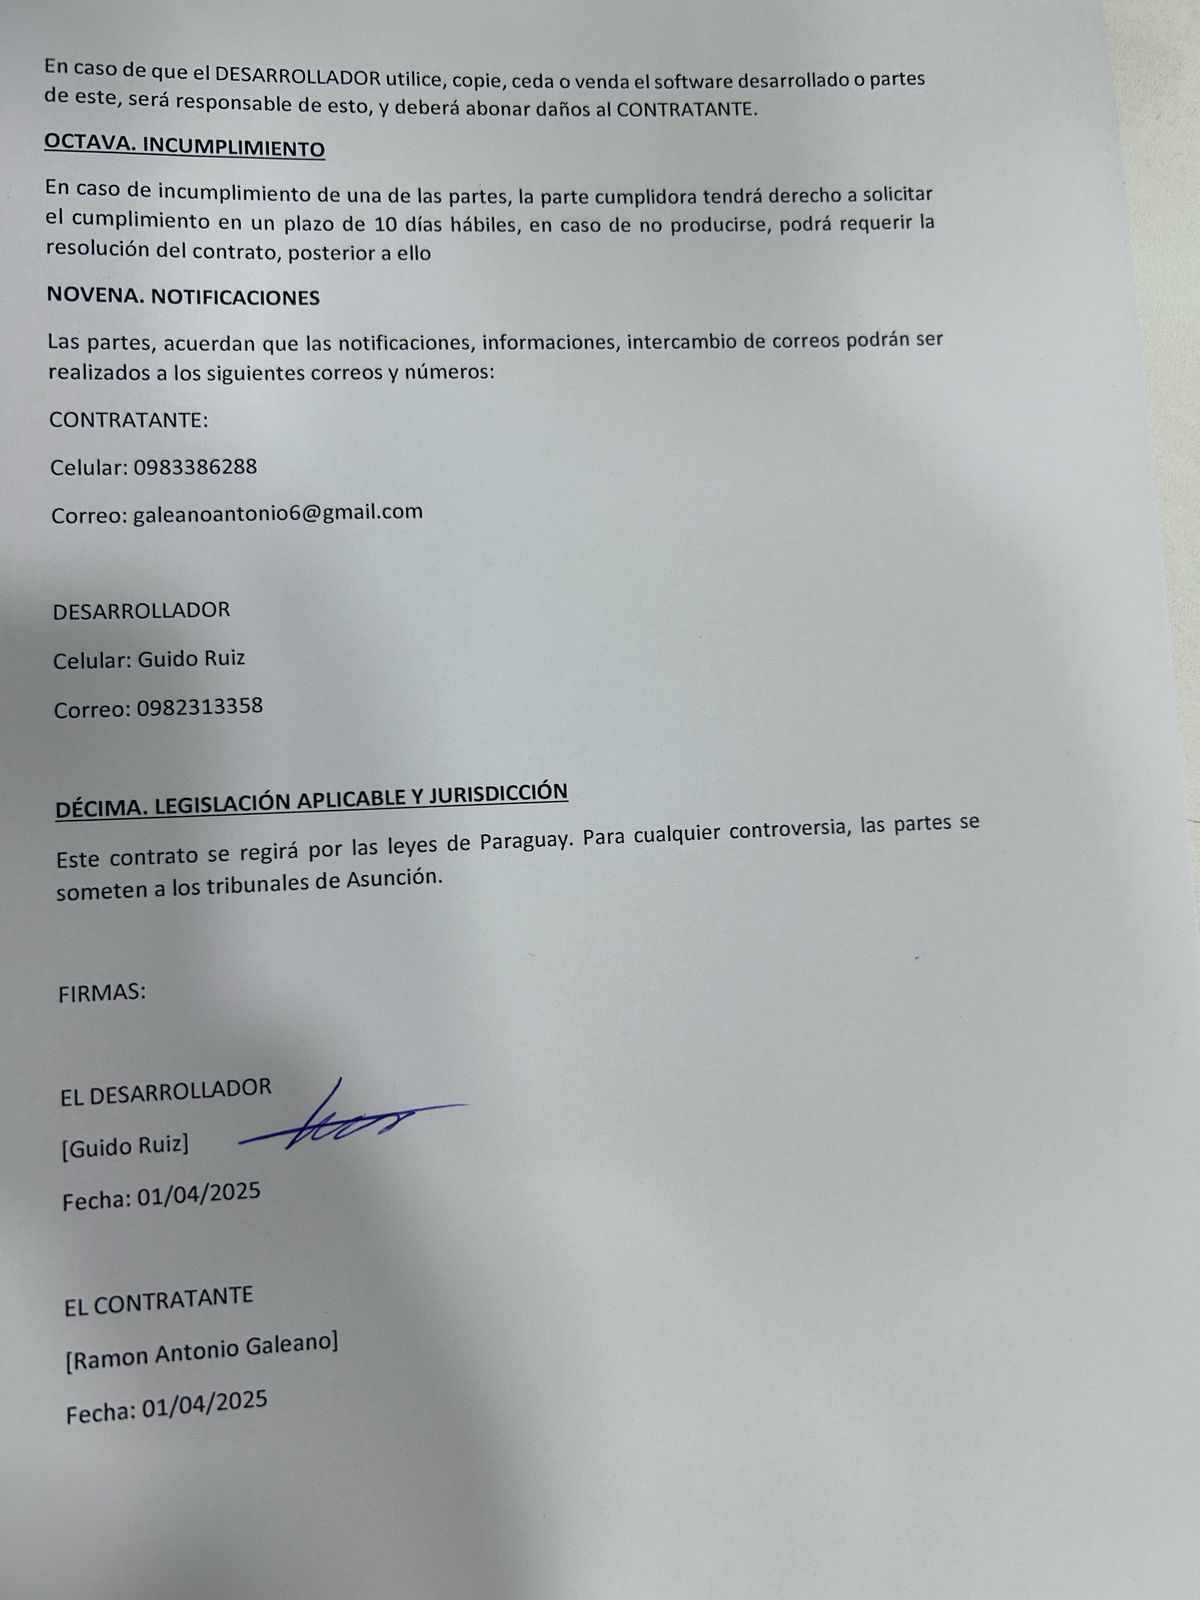 En caso de que el DESARROLLADOR utilice, copie, ceda o venda el software desarrollado o partes
de este, será responsable de esto, y deberá abonar daños al CONTRATANTE.
OCTAVA. INCUMPLIMIENTO
En caso de incumplimiento de una de las partes, la parte cumplidora tendrá derecho a solicitar
el cumplimiento en un plazo de 10 días hábiles, en caso de no producirse, podrá requerir la
resolución del contrato, posterior a ello
NOVENA. NOTIFICACIONES
Las partes, acuerdan que las notificaciones, informaciones, intercambio de correos podrán ser
realizados a los siguientes correos y números:
CONTRATANTE:
Celular: 0983386288
Correo: galeanoantonio6@gmail.com
DESARROLLADOR
Celular: Guido Ruiz
Correo: 0982313358
DÉCIMA. LEGISLACIÓN APLICABLE Y JURISDICCIÓN
Este contrato se regirá por las leyes de Paraguay. Para cualquier controversia, las partes se
someten a los tribunales de Asunción.
FIRMAS:
EL DESARROLLADOR
[Guido Ruiz]
Fecha: 01/04/2025
EL CONTRATANTE
[Ramon Antonio Galeano]
Fecha: 01/04/2025